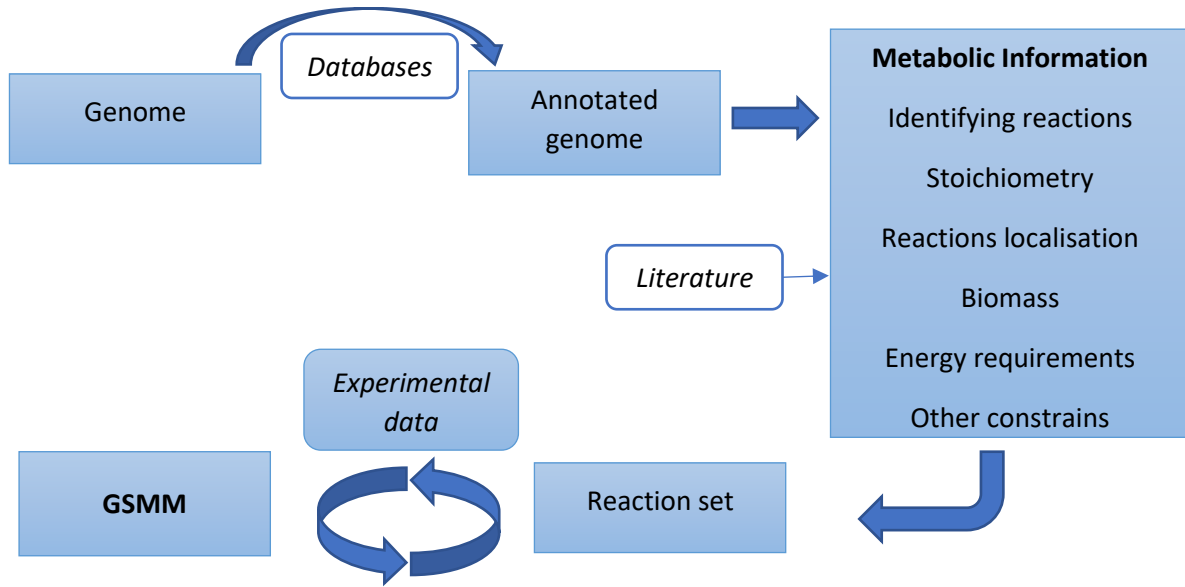 Genome
Databases
Annotated
genome
Metabolic Information
Identifying reactions
Stoichiometry
Reactions localisation
Biomass
Energy requirements
Other constrains
Literature
Experimental
data
GSMM
Reaction set